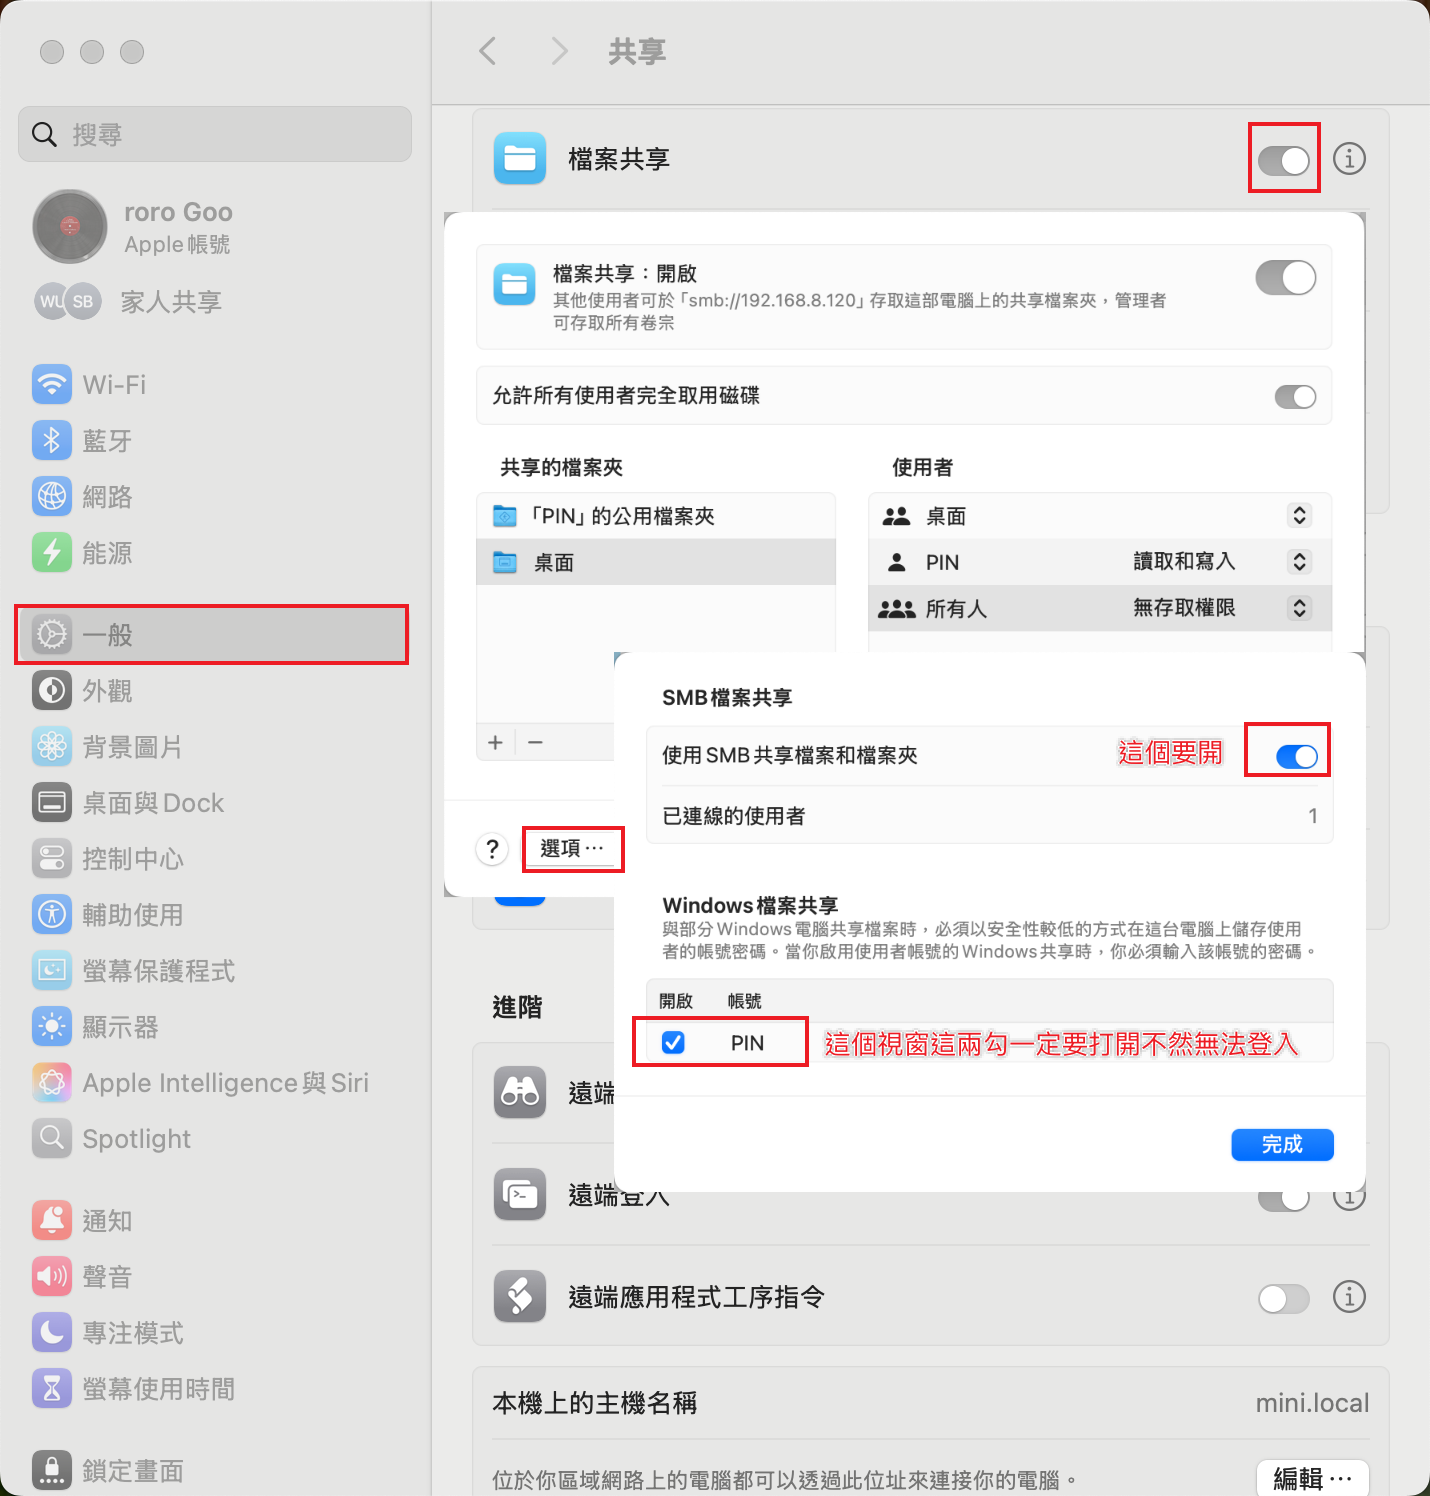 共享
搜尋
roro Goo
Apple帳號
WU SB 家人共享
Wi-Fi
藍牙
網路
能源
一般
外觀
背景圖片
桌面與Dock
控制中心
輔助使用
螢幕保護程式
顯示器
Apple Intelligence與Siri
Spotlight
通知
聲音
專注模式
螢幕使用時間
鎖定畫面
檔案共享
檔案共享：開啟
其他使用者可於「smb://192.168.8.120」存取這部電腦上的共享檔案夾，管理者
可存取所有卷宗
允許所有使用者完全取用磁碟
共享的檔案夾
「PIN」的公用檔案夾
桌面
使用者
桌面
PIN 讀取和寫入
所有人 無存取權限
+ −
? 選項…
SMB檔案共享
使用SMB共享檔案和檔案夾 這個要開
已連線的使用者 1
Windows檔案共享
與部分Windows電腦共享檔案時，必須以安全性較低的方式在這台電腦上儲存使用
者的帳號密碼。當你啟用使用者帳號的Windows共享時，你必須輸入該帳號的密碼。
開啟 帳號
PIN 這個視窗這兩勾一定要打開不然無法登入
完成
進階
遠端
遠端登入
遠端應用程式工序指令
本機上的主機名稱 mini.local
位於你區域網路上的電腦都可以透過此位址來連接你的電腦。
編輯…